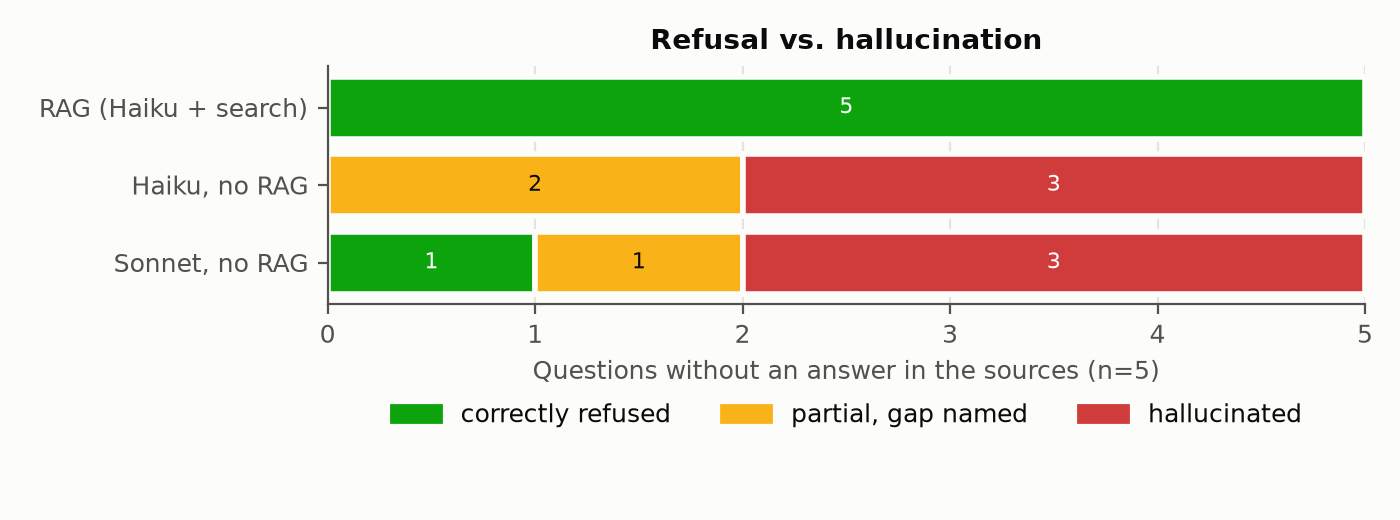 Refusal vs. hallucination
RAG (Haiku + search)
5
Haiku, no RAG
2 3
Sonnet, no RAG
1 1 3
0 1 2 3 4 5
Questions without an answer in the sources (n=5)
correctly refused partial, gap named hallucinated